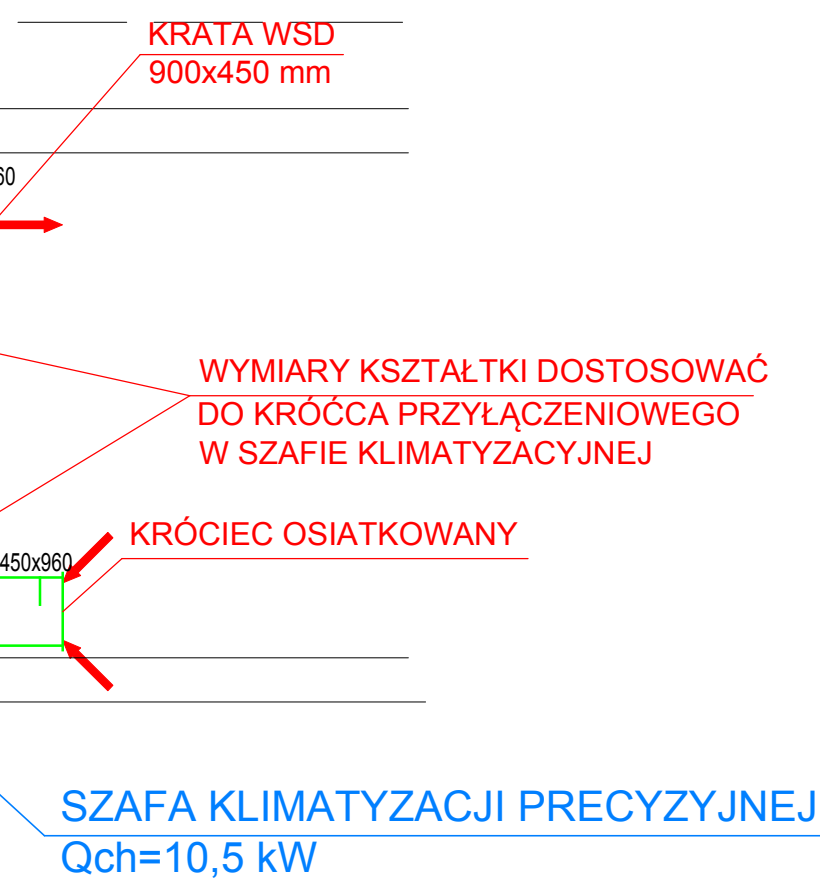 KRATA WSD
900x450 mm
60
WYMIARY KSZTAŁTKI DOSTOSOWAĆ
DO KRÓĆCA PRZYŁĄCZENIOWEGO
W SZAFIE KLIMATYZACYJNEJ
KRÓCIEC OSIATKOWANY
450x960
SZAFA KLIMATYZACJI PRECYZYJNEJ
Qch=10,5 kW